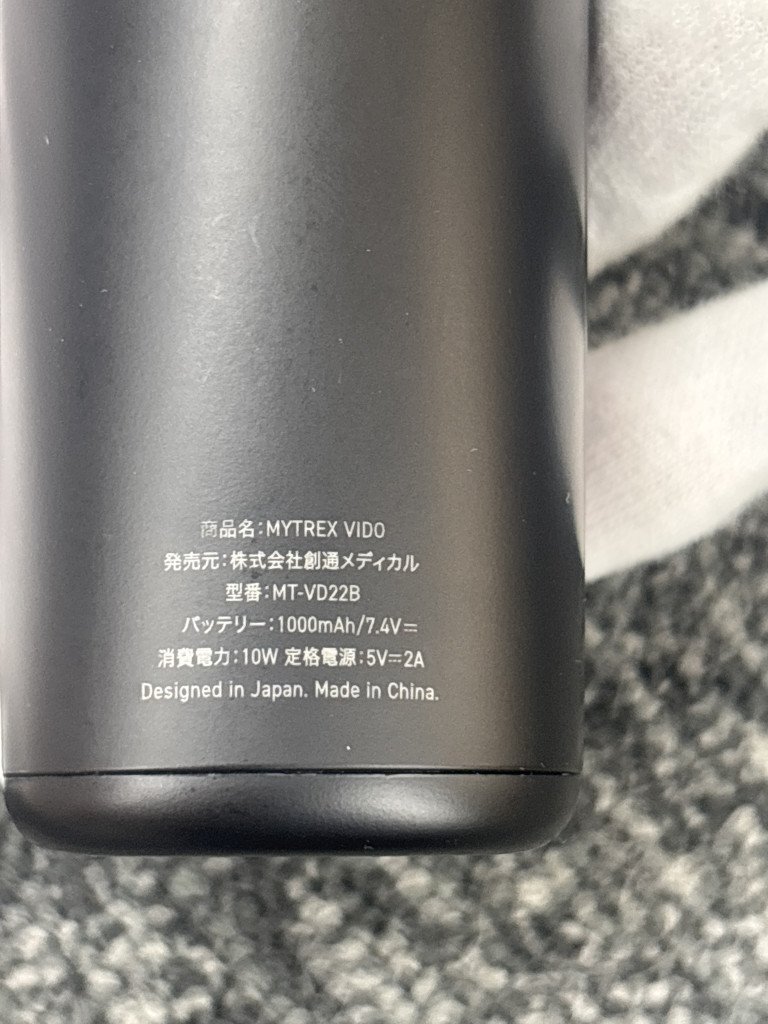 商品名:MYTREX VIDO
発売元:株式会社創通メディカル
型番:MT-VD22B
バッテリー:1000mAh/7.4V⎓
消費電力:10W 定格電源:5V⎓2A
Designed in Japan. Made in China.